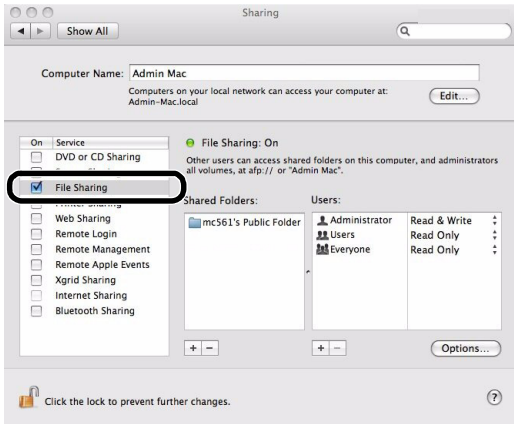 Sharing
Show All
Computer Name: Admin Mac
Computers on your local network can access your computer at:
Admin-Mac.local
Edit...
On Service
DVD or CD Sharing
File Sharing
Printer Sharing
Web Sharing
Remote Login
Remote Management
Remote Apple Events
Xgrid Sharing
Internet Sharing
Bluetooth Sharing
File Sharing: On
Other users can access shared folders on this computer, and administrators
all volumes, at afp:// or "Admin Mac".
Shared Folders:
mc561's Public Folder
Users:
Administrator Read & Write
Users Read Only
Everyone Read Only
+ − + −
Options...
Click the lock to prevent further changes.
?